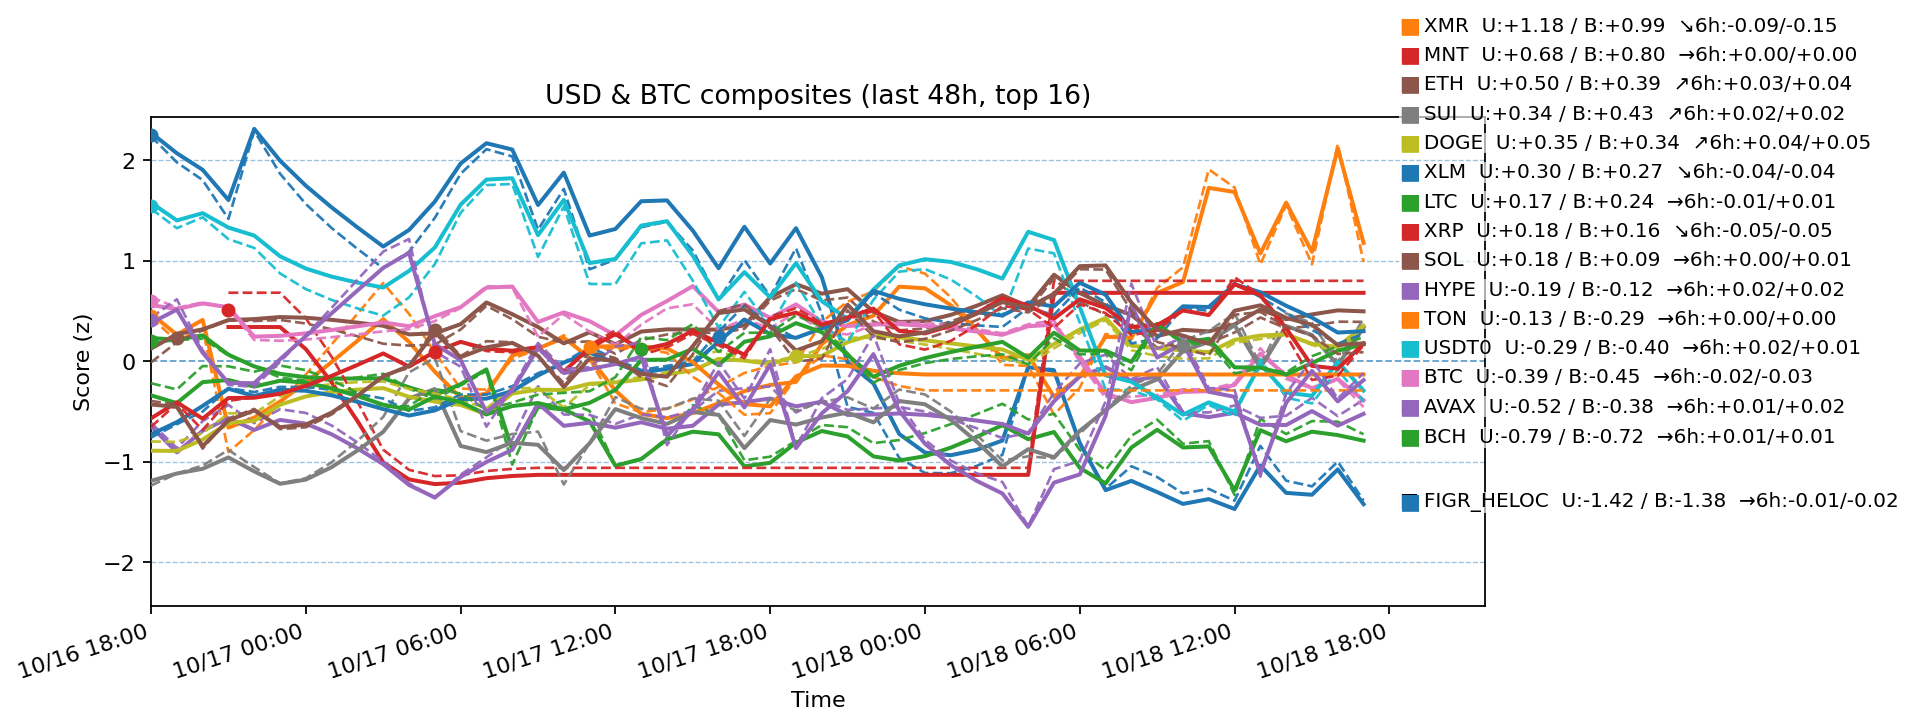 XMR  U:+1.18 / B:+0.99  ↘6h:-0.09/-0.15
MNT  U:+0.68 / B:+0.80  →6h:+0.00/+0.00
USD & BTC composites (last 48h, top 16)
ETH  U:+0.50 / B:+0.39  ↗6h:+0.03/+0.04
SUI  U:+0.34 / B:+0.43  ↗6h:+0.02/+0.02
DOGE  U:+0.35 / B:+0.34  ↗6h:+0.04/+0.05
XLM  U:+0.30 / B:+0.27  ↘6h:-0.04/-0.04
LTC  U:+0.17 / B:+0.24  →6h:-0.01/+0.01
XRP  U:+0.18 / B:+0.16  ↘6h:-0.05/-0.05
SOL  U:+0.18 / B:+0.09  →6h:+0.00/+0.01
HYPE  U:-0.19 / B:-0.12  →6h:+0.02/+0.02
TON  U:-0.13 / B:-0.29  →6h:+0.00/+0.00
USDT0  U:-0.29 / B:-0.40  →6h:+0.02/+0.01
BTC  U:-0.39 / B:-0.45  →6h:-0.02/-0.03
AVAX  U:-0.52 / B:-0.38  →6h:+0.01/+0.02
BCH  U:-0.79 / B:-0.72  →6h:+0.01/+0.01
FIGR_HELOC  U:-1.42 / B:-1.38  →6h:-0.01/-0.02
Score (z)
2
1
0
−1
−2
10/16 18:00
10/17 00:00
10/17 06:00
10/17 12:00
10/17 18:00
10/18 00:00
10/18 06:00
10/18 12:00
10/18 18:00
Time